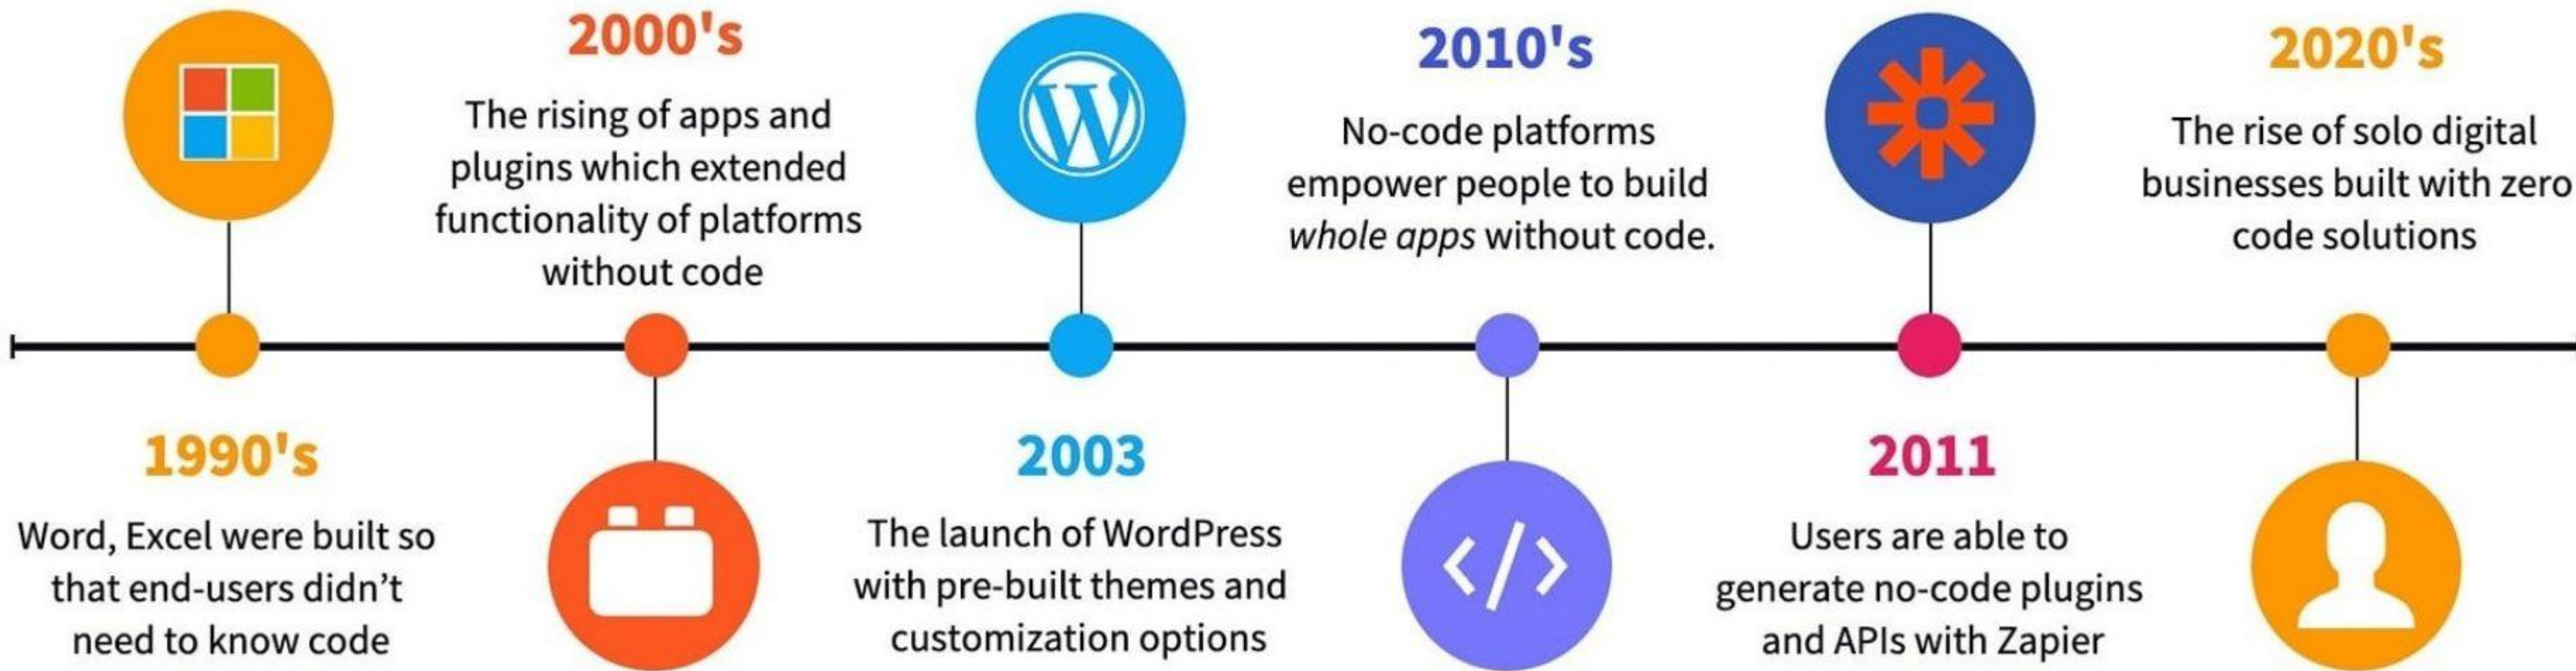 1990's
Word, Excel were built so
that end-users didn’t
need to know code
2000's
The rising of apps and
plugins which extended
functionality of platforms
without code
2003
The launch of WordPress
with pre-built themes and
customization options
2010's
No-code platforms
empower people to build
whole apps without code.
2011
Users are able to
generate no-code plugins
and APIs with Zapier
2020's
The rise of solo digital
businesses built with zero
code solutions